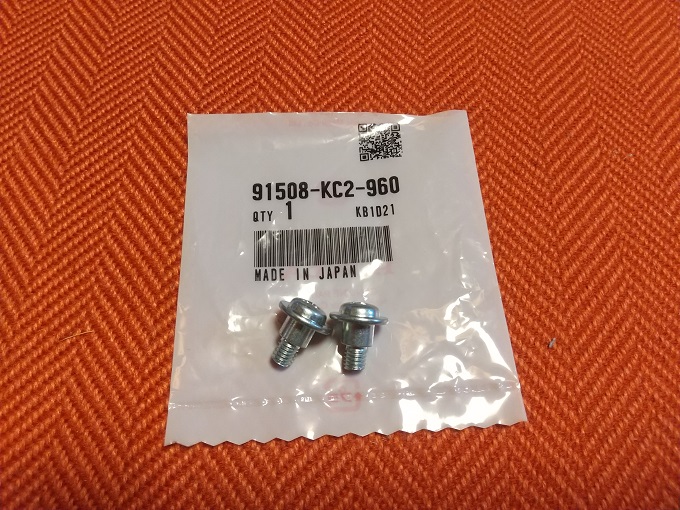 91508-KC2-960
QTY 1 KB1D21
MADE IN JAPAN